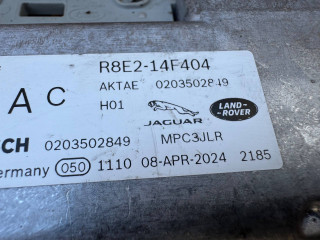 R8E2-14F404
AKTAE 0203502849
A C H01
JAGUAR LAND-ROVER
CH 0203502849 MPC3JLR
ermany 050 1110 08-APR-2024 2185